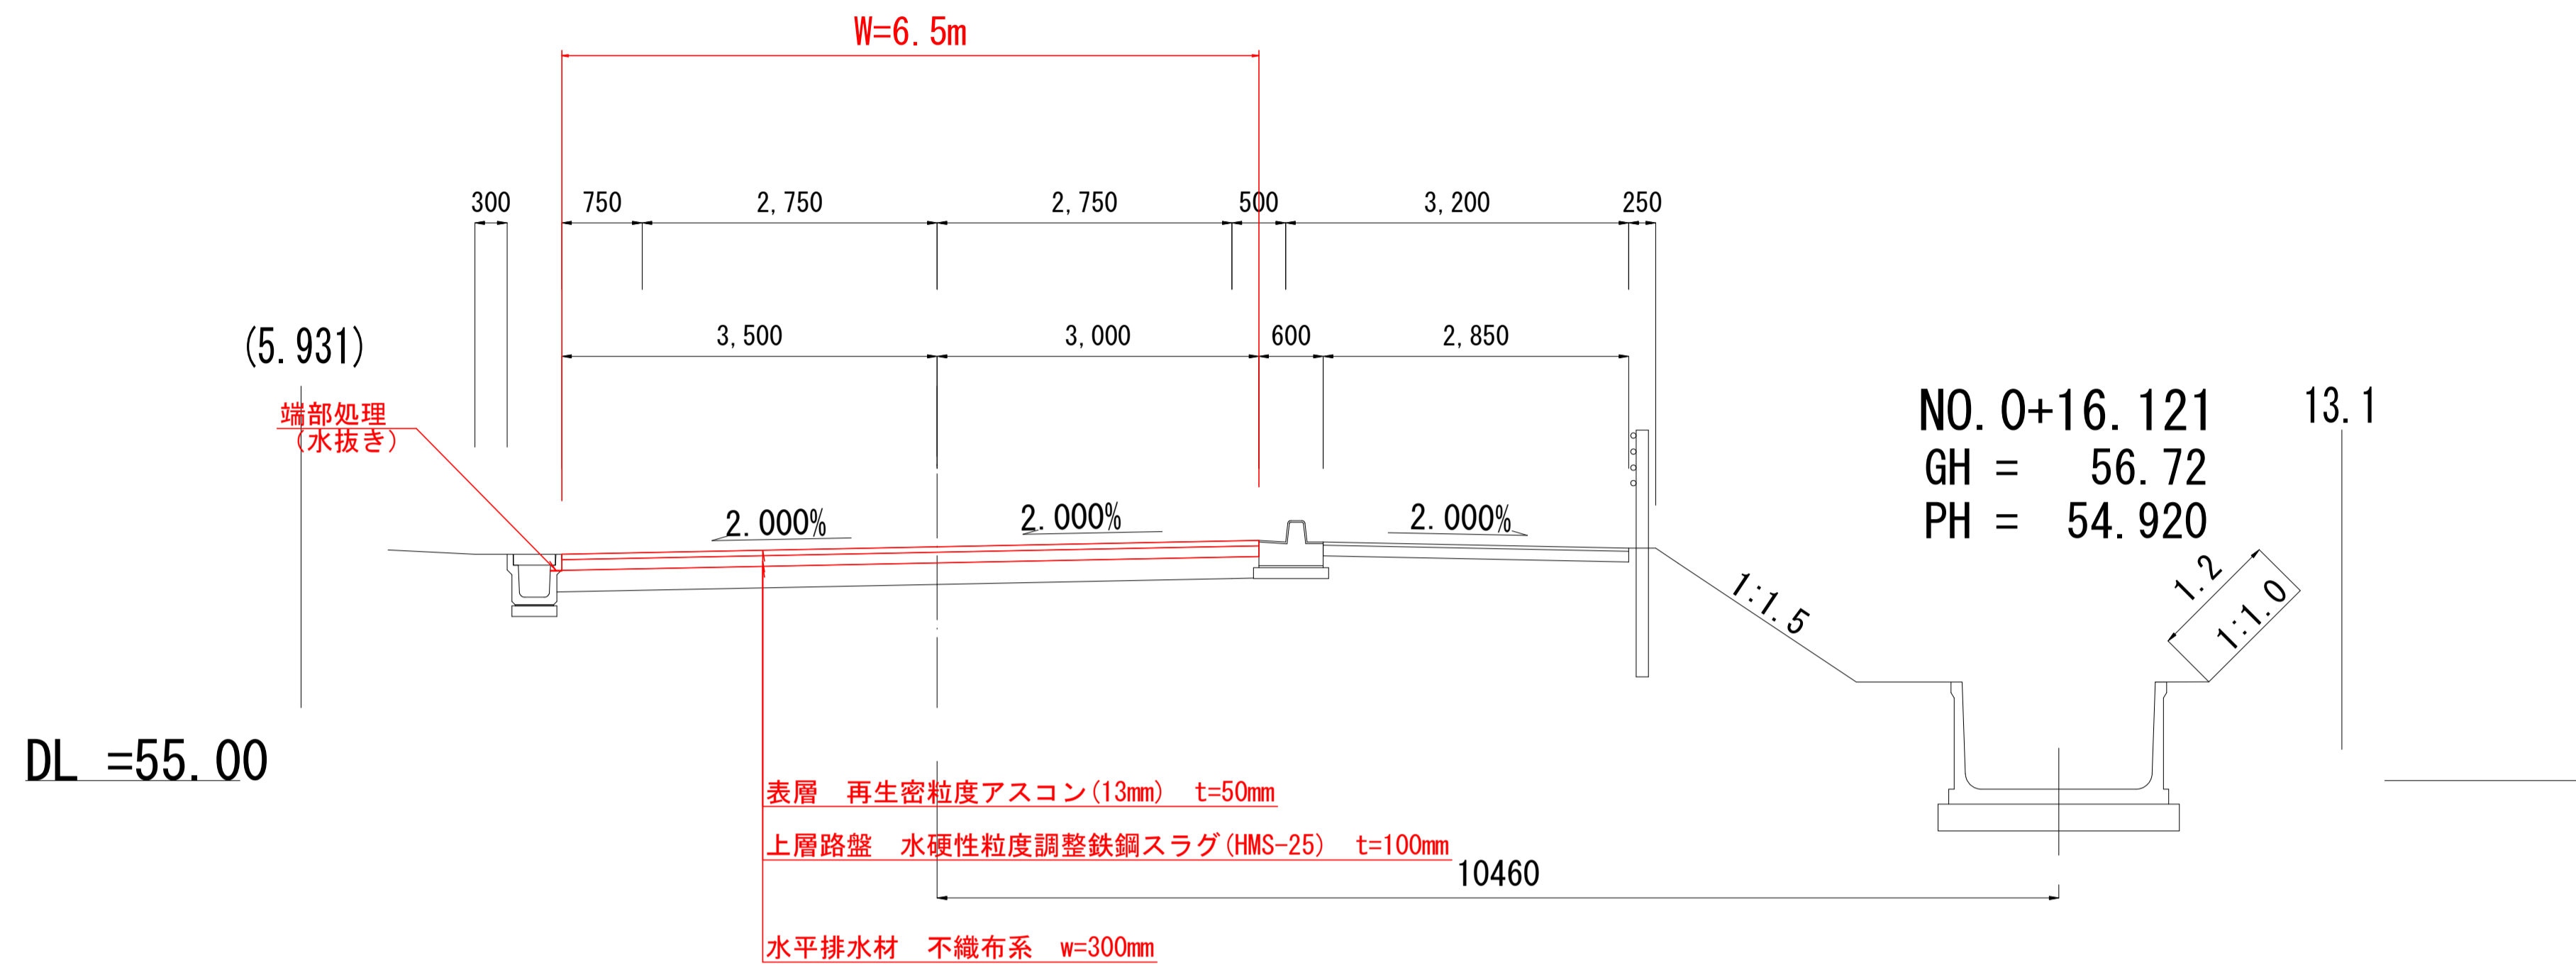 W=6.5m
300 750 2,750 2,750 500 3,200 250
(5.931) 3,500 3,000 600 2,850
端部処理
(水抜き)
NO.0+16.121 13.1
GH = 56.72
PH = 54.920
2.000% 2.000% 2.000%
1:1.5
1.2
1:1.0
DL =55.00
表層 再生密粒度アスコン(13mm) t=50mm
上層路盤 水硬性粒度調整鉄鋼スラグ(HMS-25) t=100mm
10460
水平排水材 不織布系 w=300mm